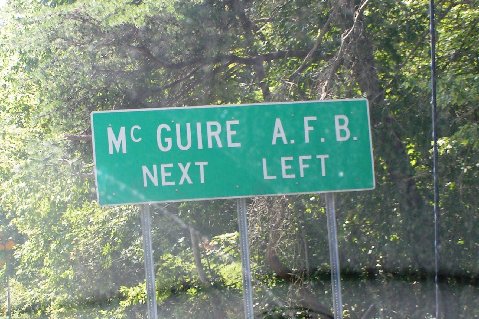 Mc GUIRE A.F.B.
NEXT LEFT